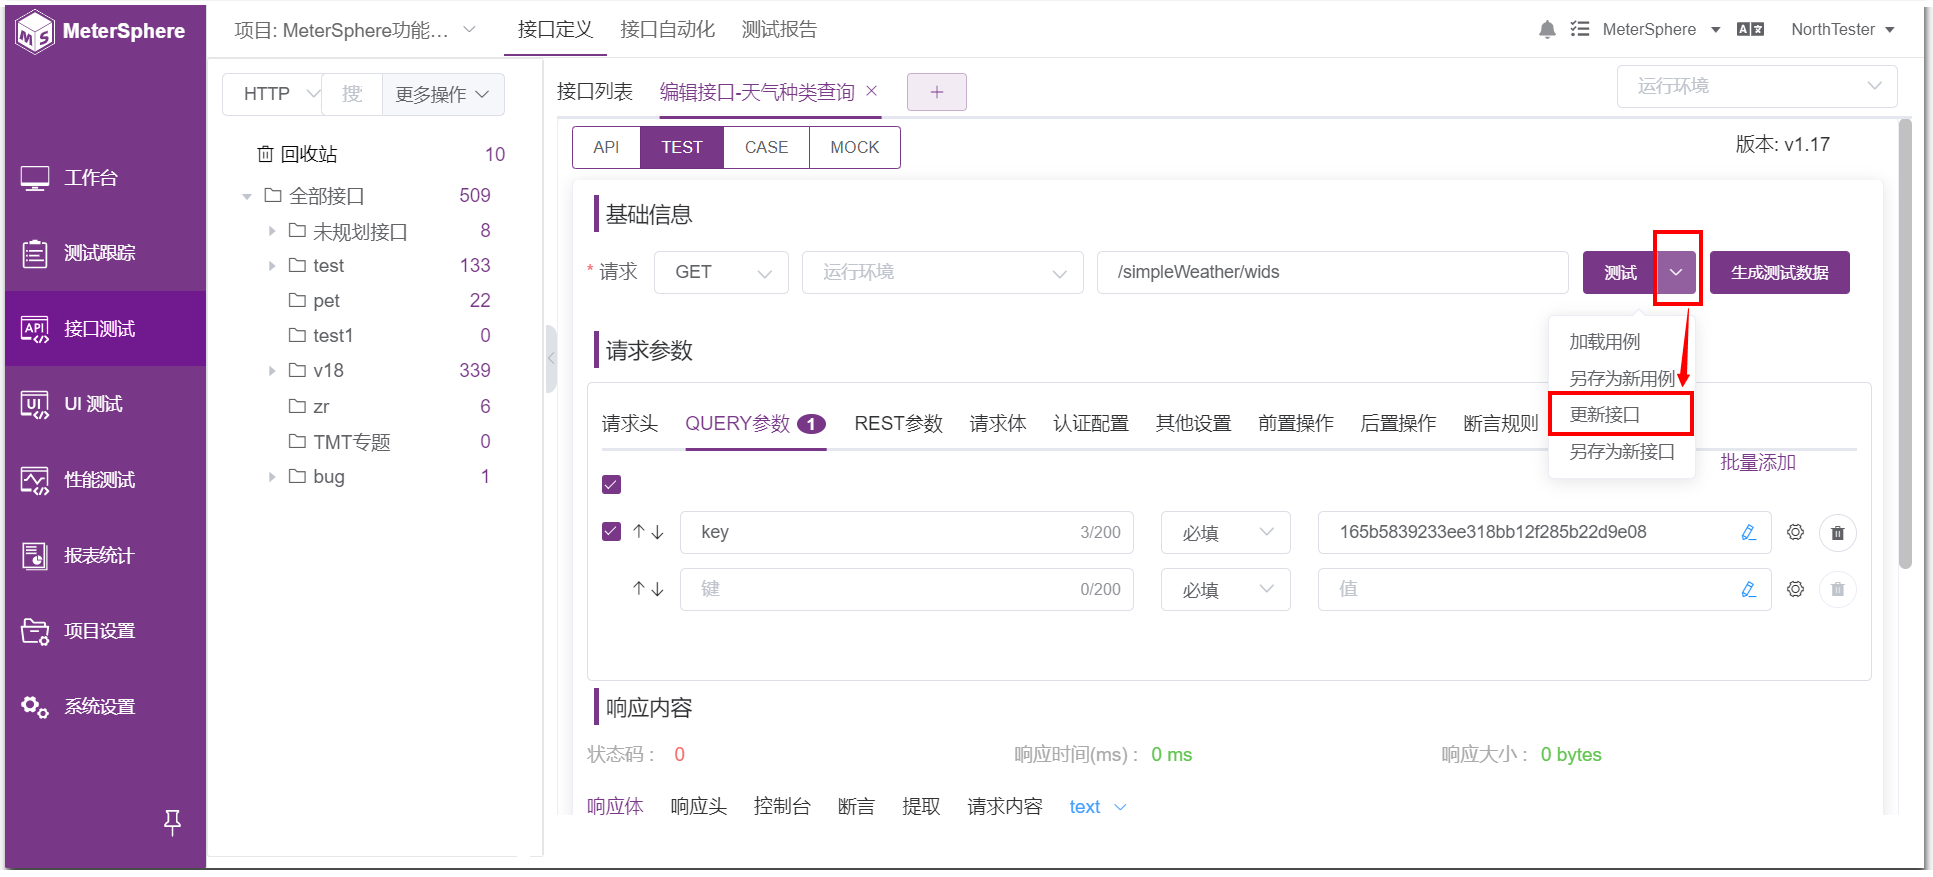 MeterSphere
项目: MeterSphere功能...
接口定义
接口自动化
测试报告
MeterSphere
NorthTester
工作台
测试跟踪
API
接口测试
UI
UI 测试
性能测试
报表统计
项目设置
系统设置
HTTP
搜
更多操作
回收站 10
全部接口 509
未规划接口 8
test 133
pet 22
test1 0
v18 339
zr 6
TMT专题 0
bug 1
接口列表
编辑接口-天气种类查询 ×
+
运行环境
API
TEST
CASE
MOCK
版本: v1.17
基础信息
* 请求
GET
运行环境
/simpleWeather/wids
测试
生成测试数据
加载用例
另存为新用例
更新接口
另存为新接口
请求参数
请求头
QUERY参数 1
REST参数
请求体
认证配置
其他设置
前置操作
后置操作
断言规则
批量添加
key 3/200
必填
165b5839233ee318bb12f285b22d9e08
键 0/200
必填
值
响应内容
状态码 : 0
响应时间(ms) : 0 ms
响应大小 : 0 bytes
响应体
响应头
控制台
断言
提取
请求内容
text